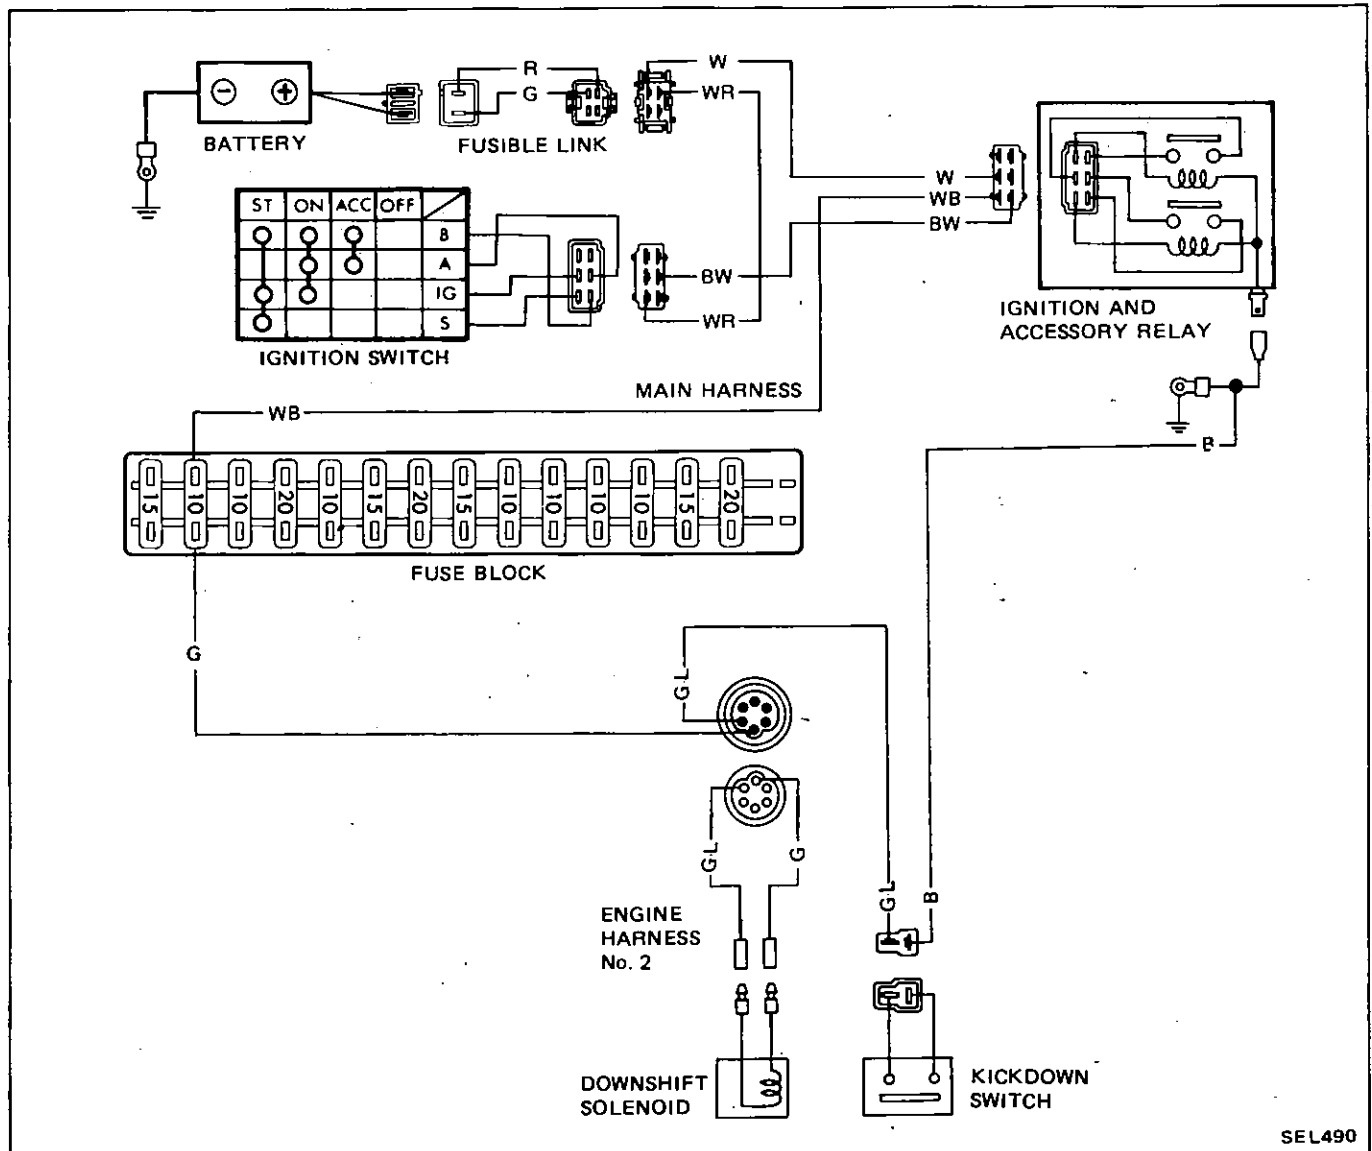 W
R
WR
G
BATTERY
FUSIBLE LINK
ST ON ACC OFF
B
A
IG
S
IGNITION SWITCH
BW
WR
W
WB
BW
IGNITION AND
ACCESSORY RELAY
MAIN HARNESS
WB
B
15 10 10 20 10 15 20 15 10 10 10 10 15 20
FUSE BLOCK
G
GL
GL
G
GL
B
ENGINE
HARNESS
No. 2
DOWNSHIFT
SOLENOID
KICKDOWN
SWITCH
SEL490